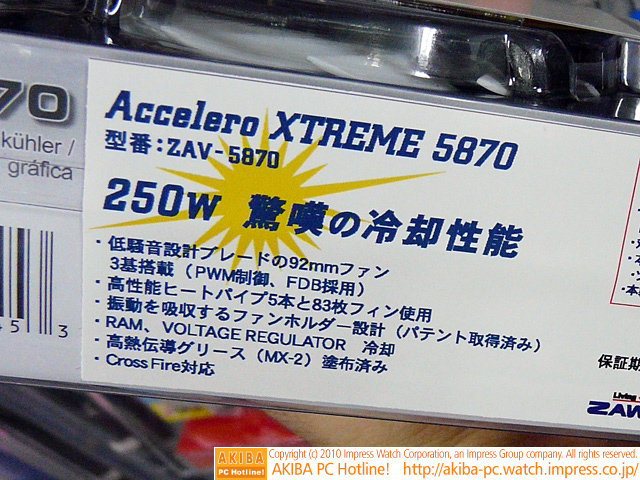 70
kühler /
gráfica
Accelero XTREME 5870
型番:ZAV-5870
250W 驚嘆の冷却性能
・低騒音設計ブレードの92mmファン
3基搭載(PWM制御、FDB採用)
・高性能ヒートパイプ5本と83枚フィン使用
・振動を吸収するファンホルダー設計(パテント取得済み)
・RAM、VOLTAGE REGULATOR 冷却
・高熱伝導グリース(MX-2)塗布済み
・Cross Fire対応
45 3
保証期
Living
ZAW
AKIBA
PC Hotline!
Copyright (c) 2010 Impress Watch Corporation, an Impress Group company. All rights reserved.
AKIBA PC Hotline! http://akiba-pc.watch.impress.co.jp/